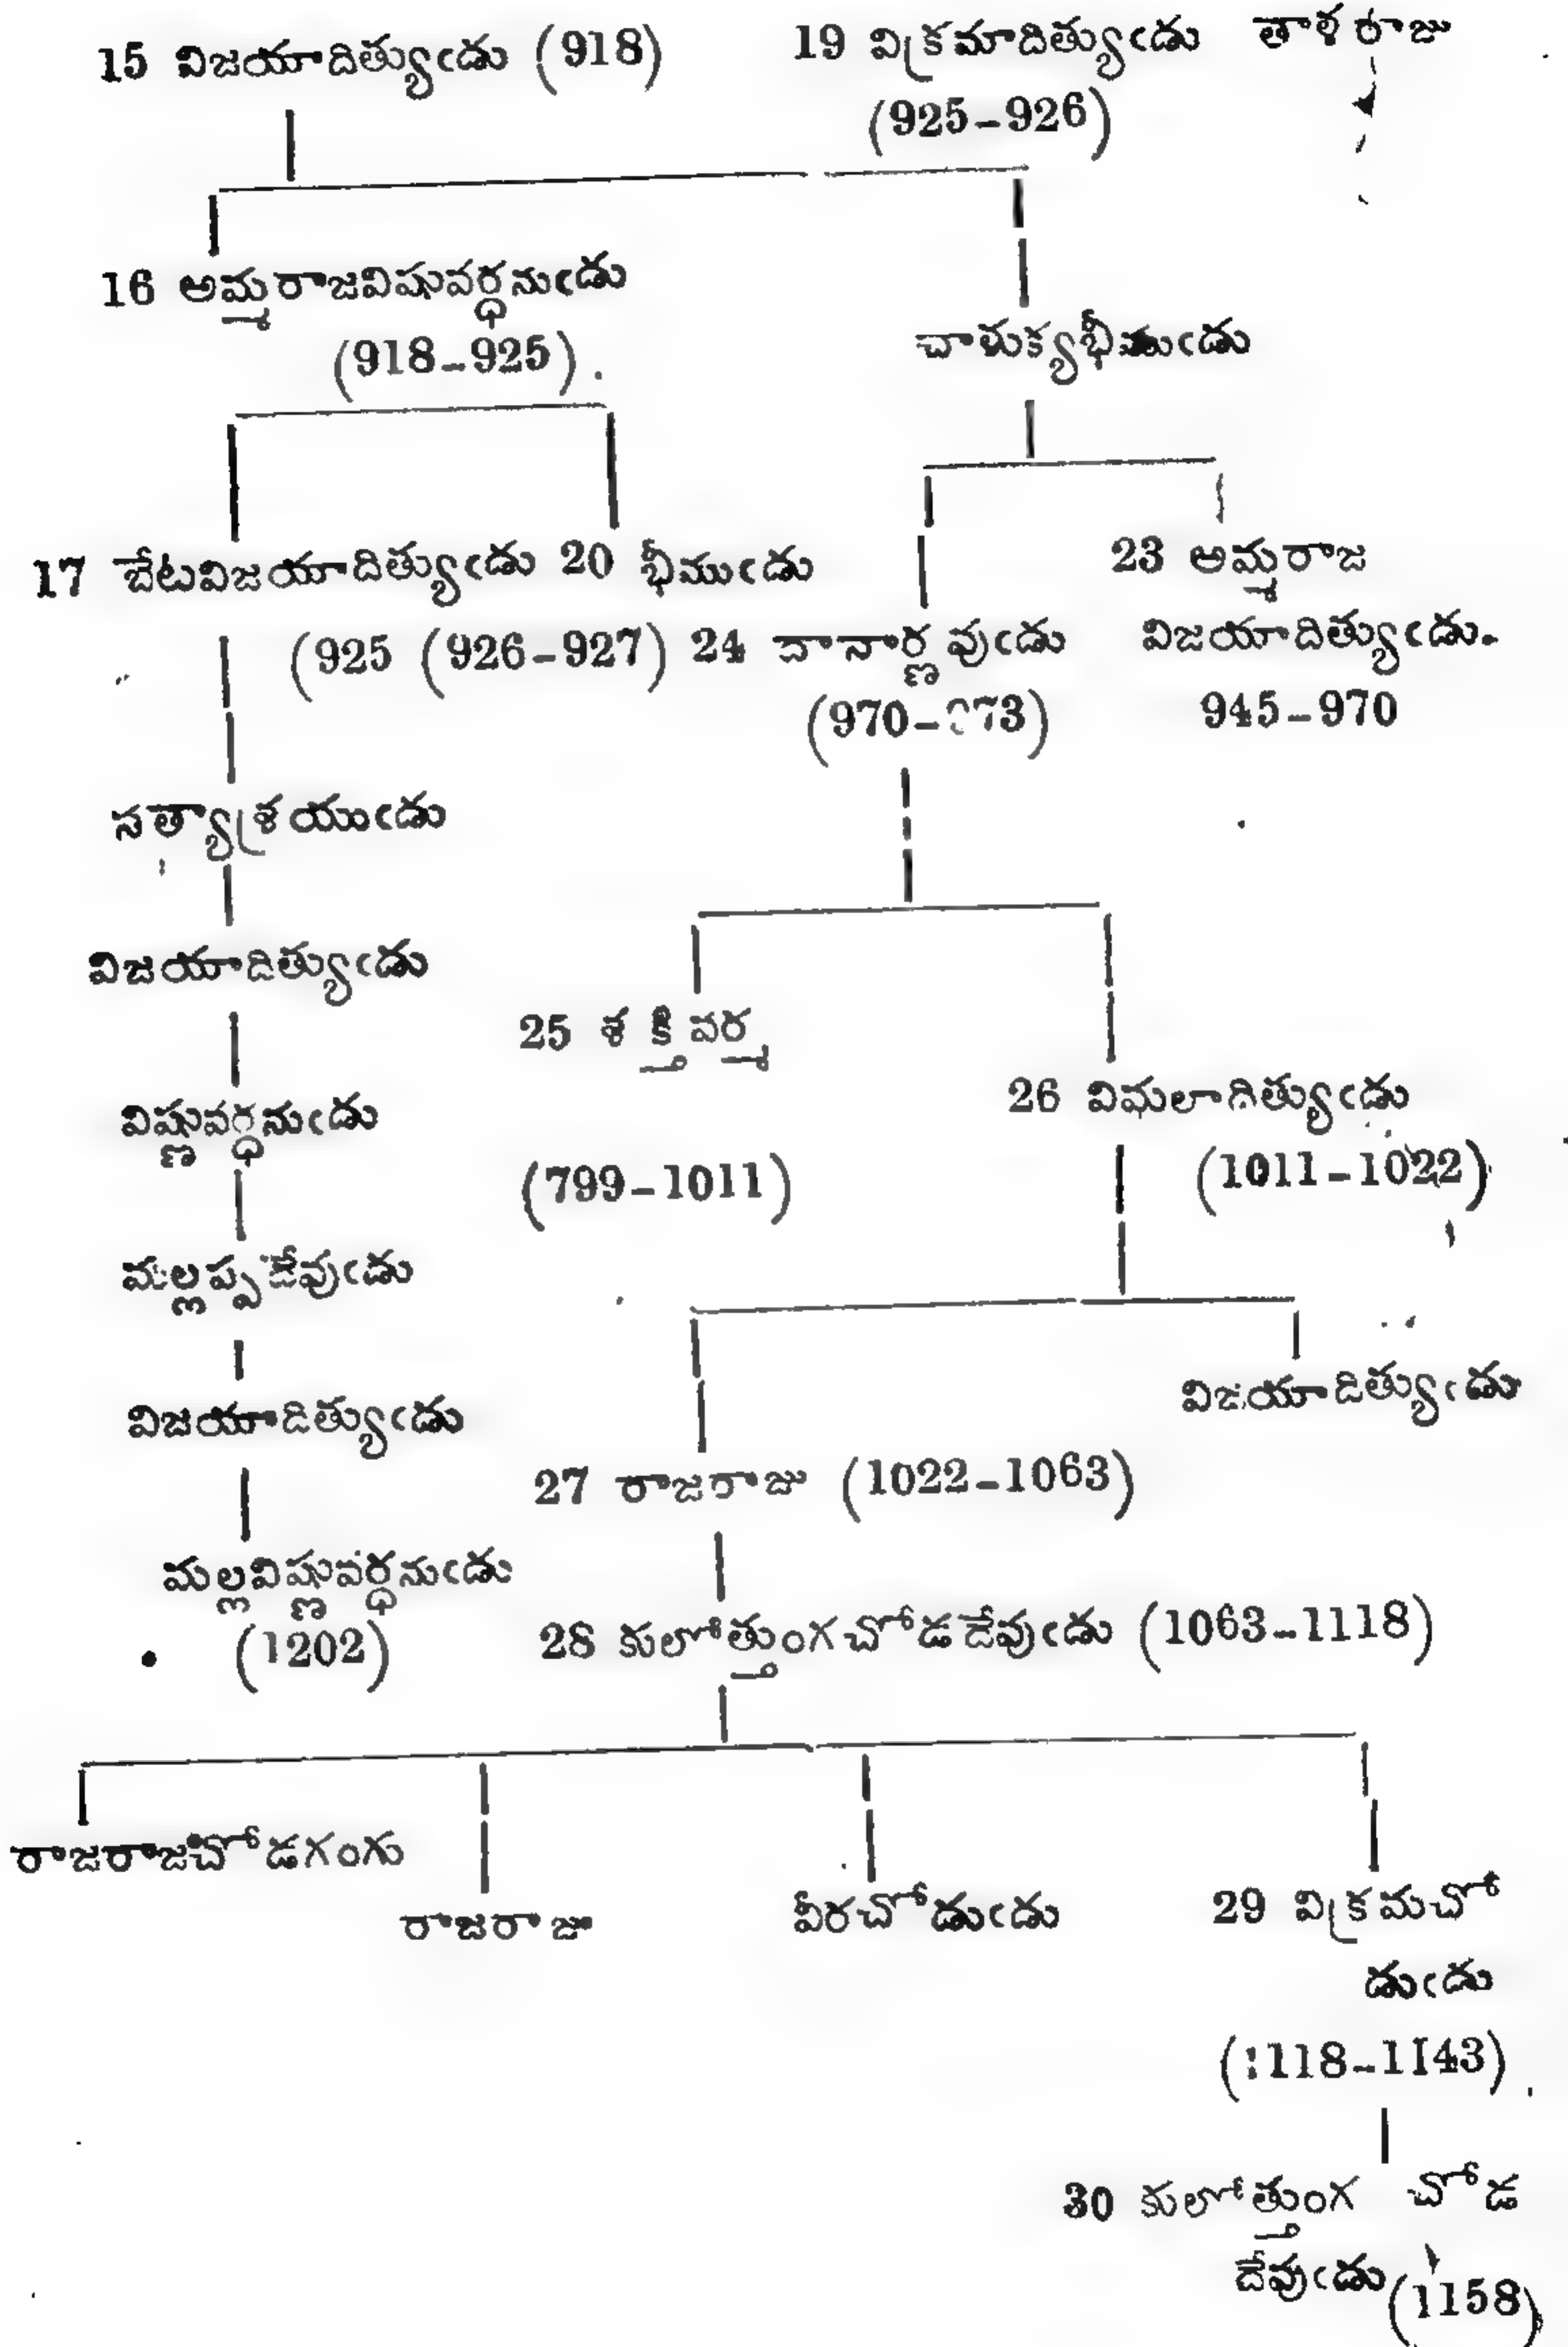 15 విజయాదిత్యుఁడు (918) 19 విక్రమాదిత్యుఁడు తాళరాజు
(925-926)
16 అమ్మరాజవిషువర్ధనుఁడు
(918-925)
చాళుక్యభీముఁడు
17 బేటవిజయాదిత్యుఁడు 20 భీముఁడు
23 అమ్మరాజ
(925 (926-927) 24 దానార్ణవుఁడు విజయాదిత్యుఁడు.
(970-973) 945-970
సత్యాశ్రయుఁడు
విజయాదిత్యుఁడు
25 శక్తివర్మ
విష్ణువర్ధనుఁడు
26 విమలాదిత్యుఁడు
(799-1011) (1011-1022)
మల్లప్పదేవుఁడు
విజయాదిత్యుఁడు
విజయాదిత్యుఁడు
27 రాజరాజు (1022-1063)
మల్లవిష్ణువర్ధనుఁడు
(1202)
28 కులోత్తుంగచోడదేవుఁడు (1063-1118)
రాజరాజచోడగంగు
రాజరాజు వీరచోడుఁడు 29 విక్రమచో
డుఁడు
(1118-1143)
30 కులోత్తుంగ చోడ
దేవుఁడు (1158)